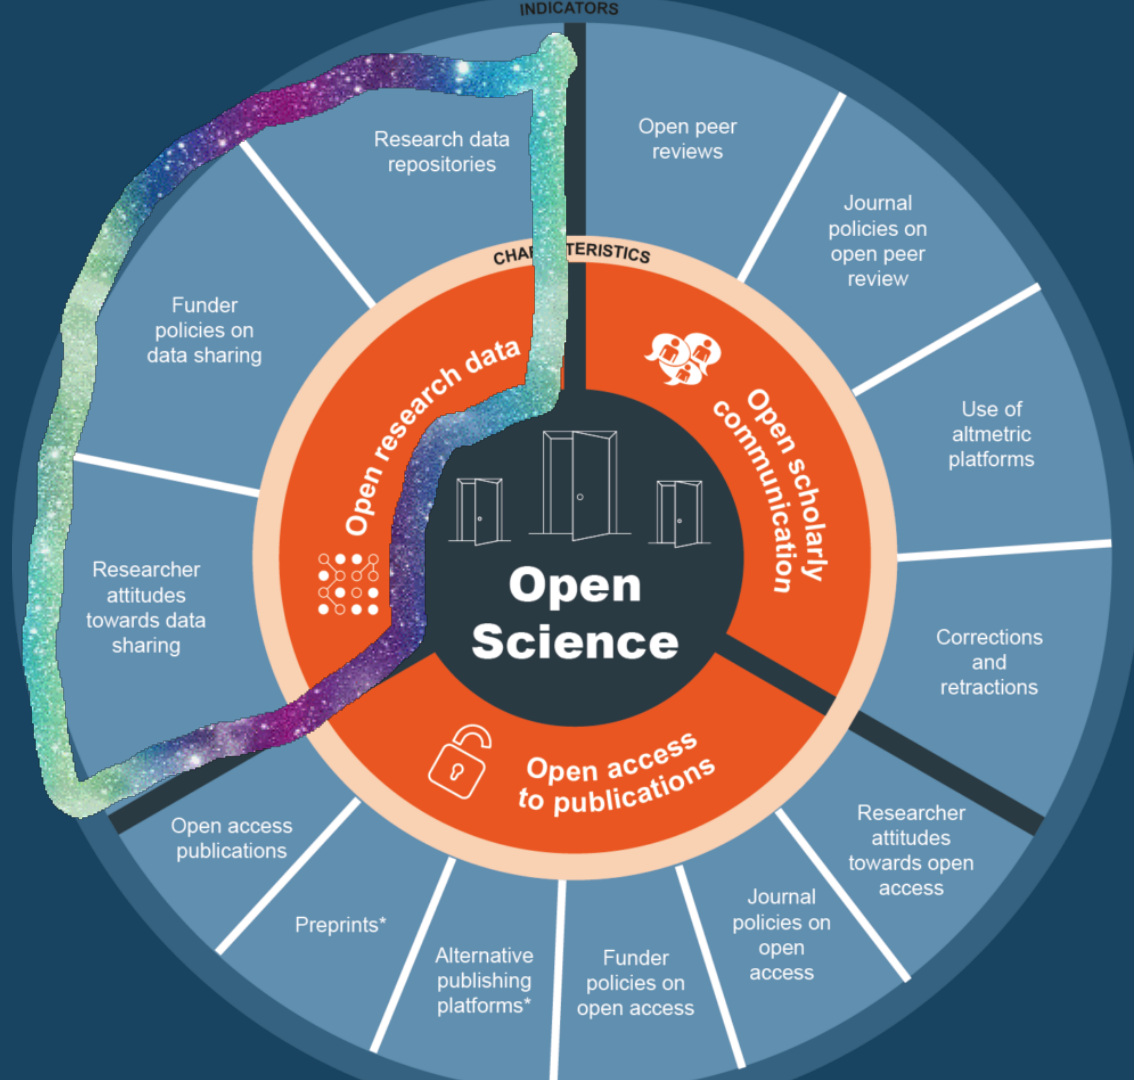 INDICATORS
Research data
repositories
Open peer
reviews
Journal
policies on
open peer
review
Funder
policies on
data sharing
CHA TERISTICS
Open research data
Open scholarly
communication
Use of
altmetric
platforms
Open
Science
Researcher
attitudes
towards data
sharing
Corrections
and
retractions
Open access
to publications
Open access
publications
Researcher
attitudes
towards open
access
Preprints*
Alternative
publishing
platforms*
Funder
policies on
open access
Journal
policies on
open
access